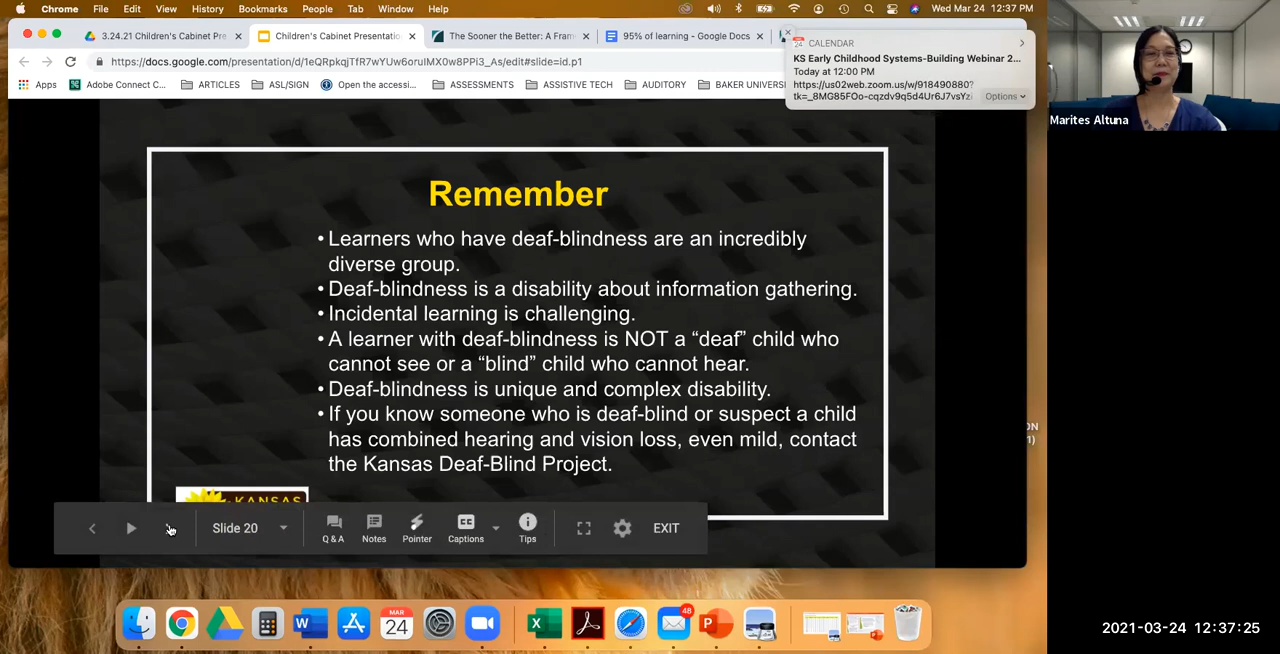 Chrome File Edit View History Bookmarks People Tab Window Help Wed Mar 24 12:37 PM
3.24.21 Children's Cabinet Pre
Children's Cabinet Presentatio
The Sooner the Better: A Fram
95% of learning - Google Docs
https://docs.google.com/presentation/d/1eQRpkqjTfR7wYUw6oruIMX0w8PPi3_As/edit#slide=id.p1
Apps Adobe Connect C... ARTICLES ASL/SIGN Open the accessi... ASSESSMENTS ASSISTIVE TECH AUDITORY BAKER UNIVERS
CALENDAR
KS Early Childhood Systems-Building Webinar 2...
Today at 12:00 PM
https://us02web.zoom.us/w/918490880?
tk=_8MG85FOo-cqzdv9q5d4Ur6J7vsYzi
Options
Marites Altuna
Remember
• Learners who have deaf-blindness are an incredibly
diverse group.
• Deaf-blindness is a disability about information gathering.
• Incidental learning is challenging.
• A learner with deaf-blindness is NOT a “deaf” child who
cannot see or a “blind” child who cannot hear.
• Deaf-blindness is unique and complex disability.
• If you know someone who is deaf-blind or suspect a child
has combined hearing and vision loss, even mild, contact
the Kansas Deaf-Blind Project.
KANSAS
Slide 20
Q & A Notes Pointer Captions Tips
EXIT
ON
1)
MAR
24
48
2021-03-24 12:37:25